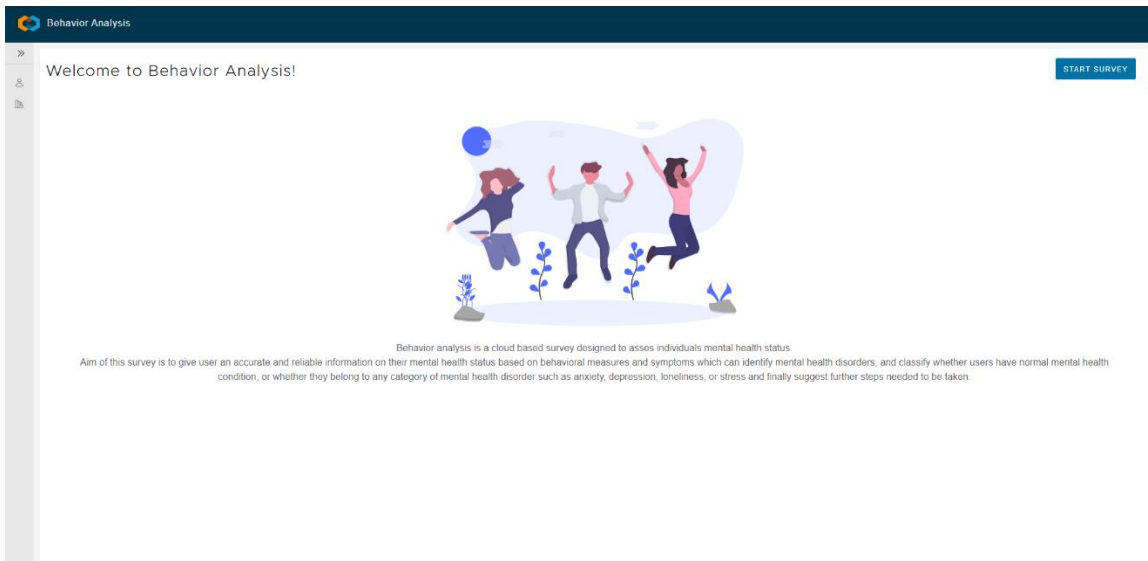 Behavior Analysis
Welcome to Behavior Analysis!
START SURVEY
Behavior analysis is a cloud based survey designed to asses individuals mental health status.
Aim of this survey is to give user an accurate and reliable information on their mental health status based on behavioral measures and symptoms which can identify mental health disorders, and classify whether users have normal mental health
condition, or whether they belong to any category of mental health disorder such as anxiety, depression, loneliness, or stress and finally suggest further steps needed to be taken.